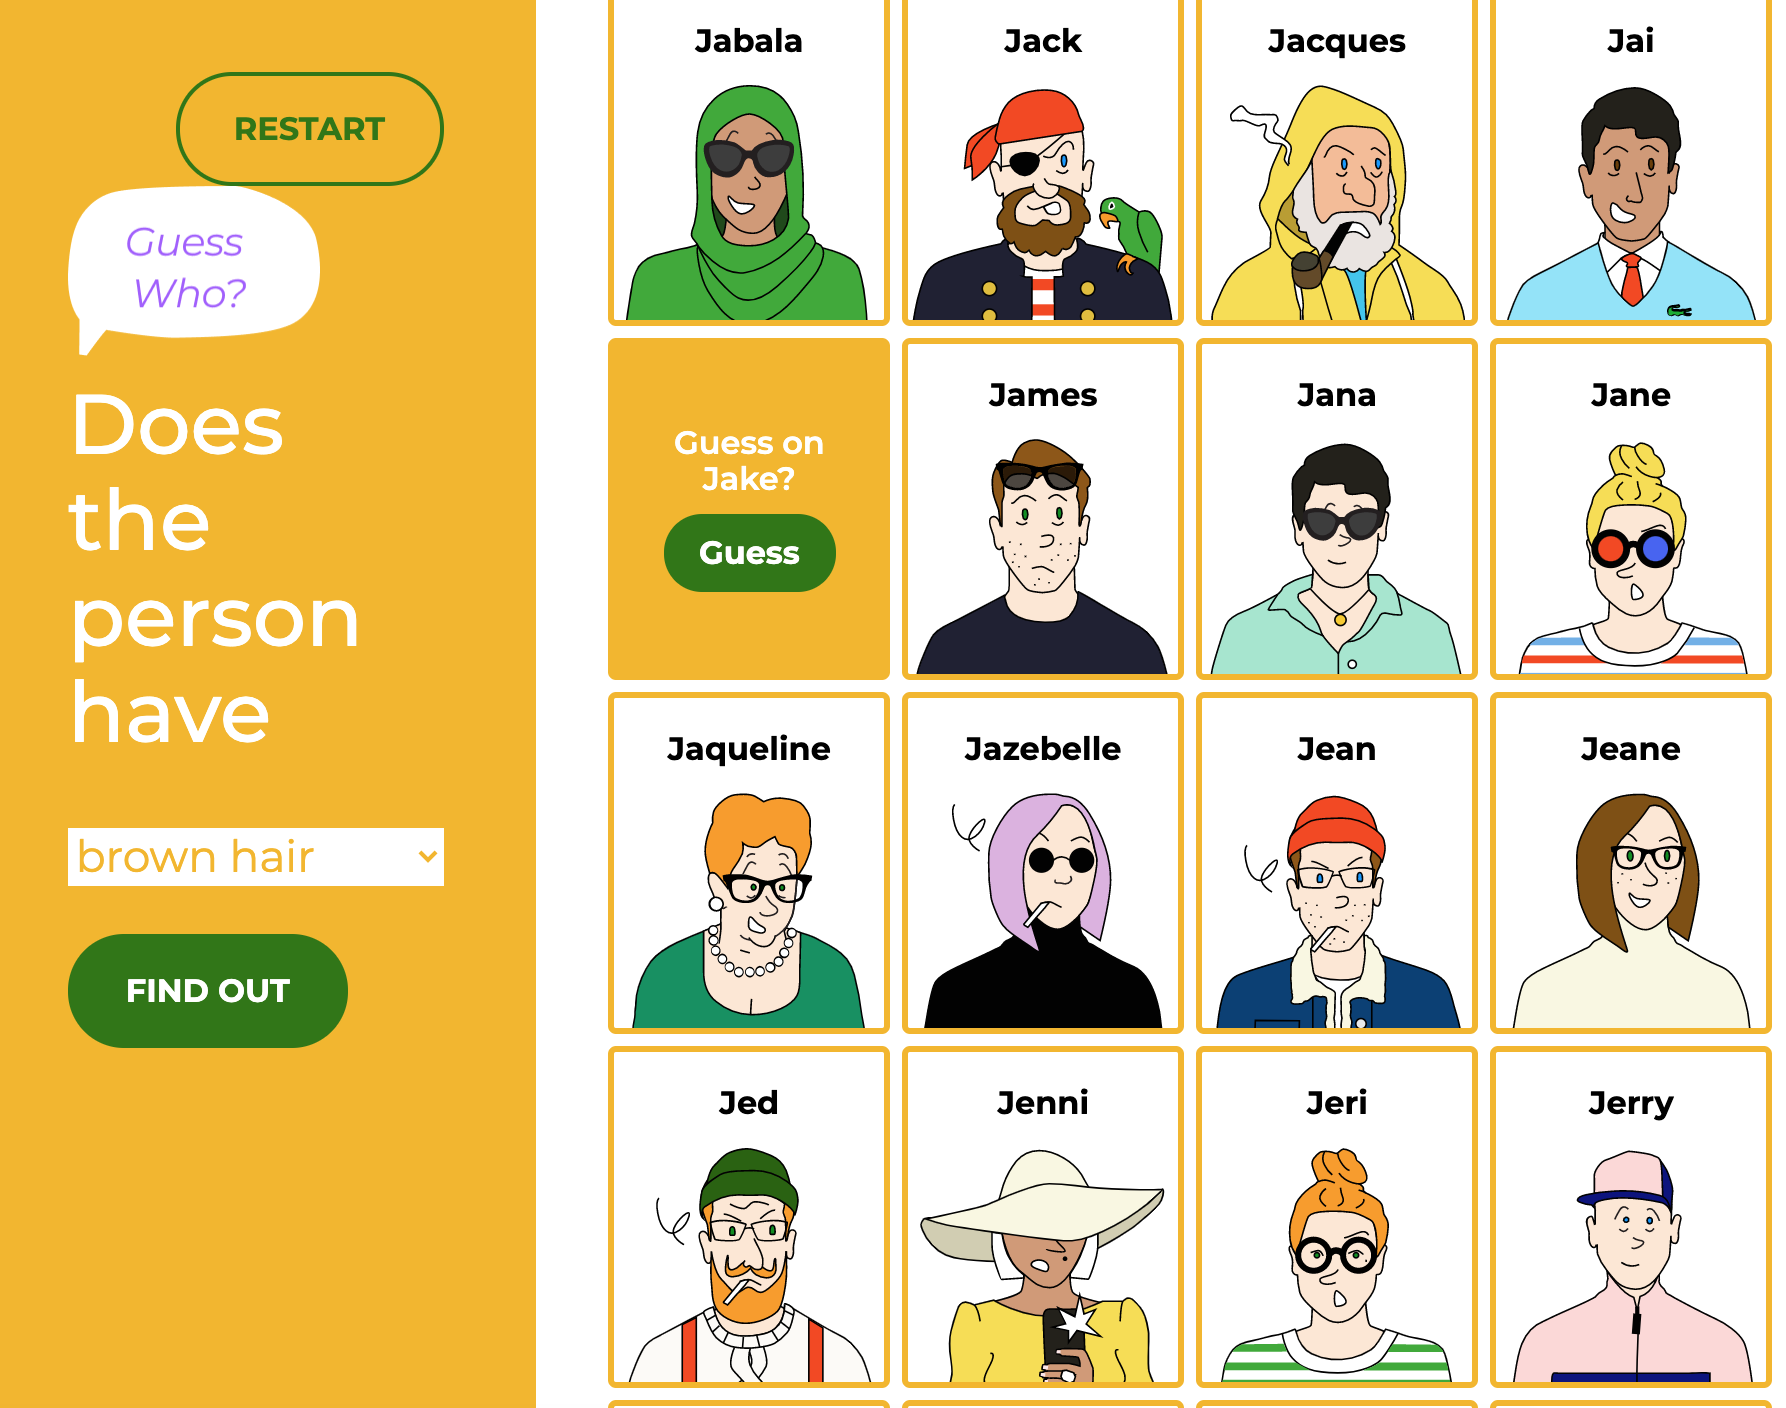 RESTART
Guess
Who?
Does
the
person
have
brown hair
FIND OUT
Jabala
Jack
Jacques
Jai
Guess on
Jake?
Guess
James
Jana
Jane
Jaqueline
Jazebelle
Jean
Jeane
Jed
Jenni
Jeri
Jerry